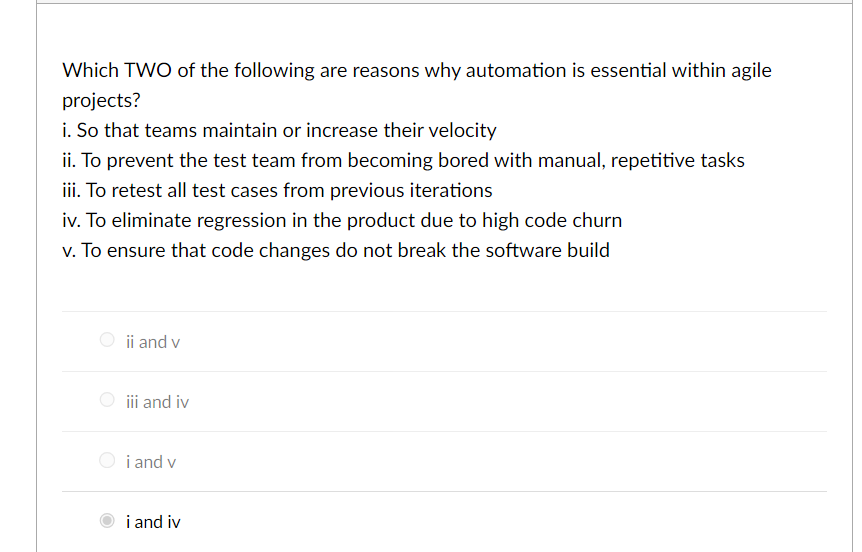 Which TWO of the following are reasons why automation is essential within agile
projects?
i. So that teams maintain or increase their velocity
ii. To prevent the test team from becoming bored with manual, repetitive tasks
iii. To retest all test cases from previous iterations
iv. To eliminate regression in the product due to high code churn
v. To ensure that code changes do not break the software build
ii and v
iii and iv
i and v
i and iv